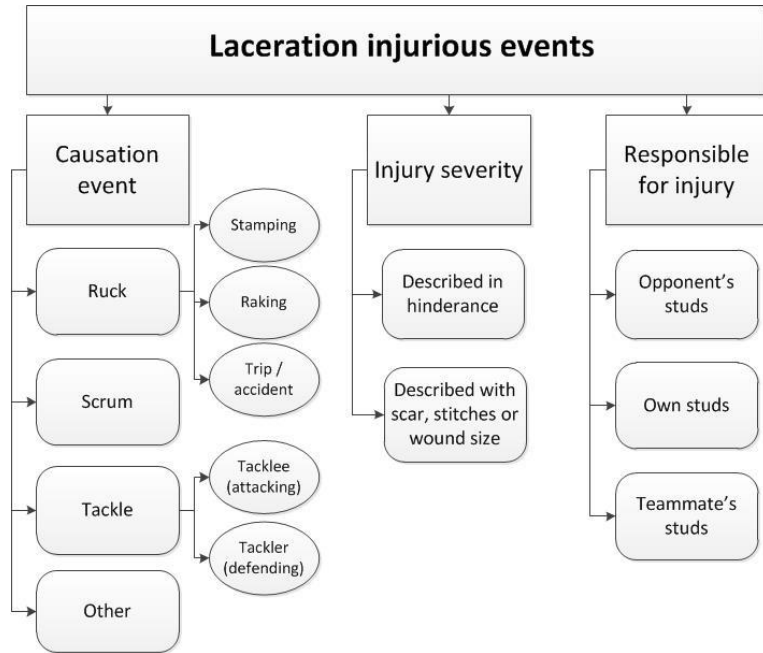 Laceration injurious events
Causation
event
Ruck
Stamping
Raking
Trip /
accident
Scrum
Tackle
Tacklee
(attacking)
Tackler
(defending)
Other
Injury severity
Described in
hinderance
Described with
scar, stitches or
wound size
Responsible
for injury
Opponent's
studs
Own studs
Teammate's
studs